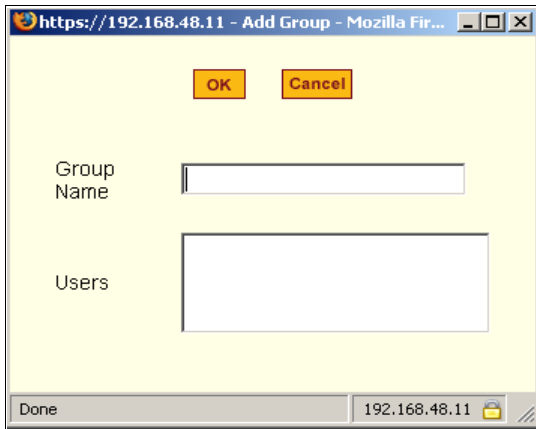 https://192.168.48.11 - Add Group - Mozilla Fir...
OK Cancel
Group
Name
Users
Done 192.168.48.11